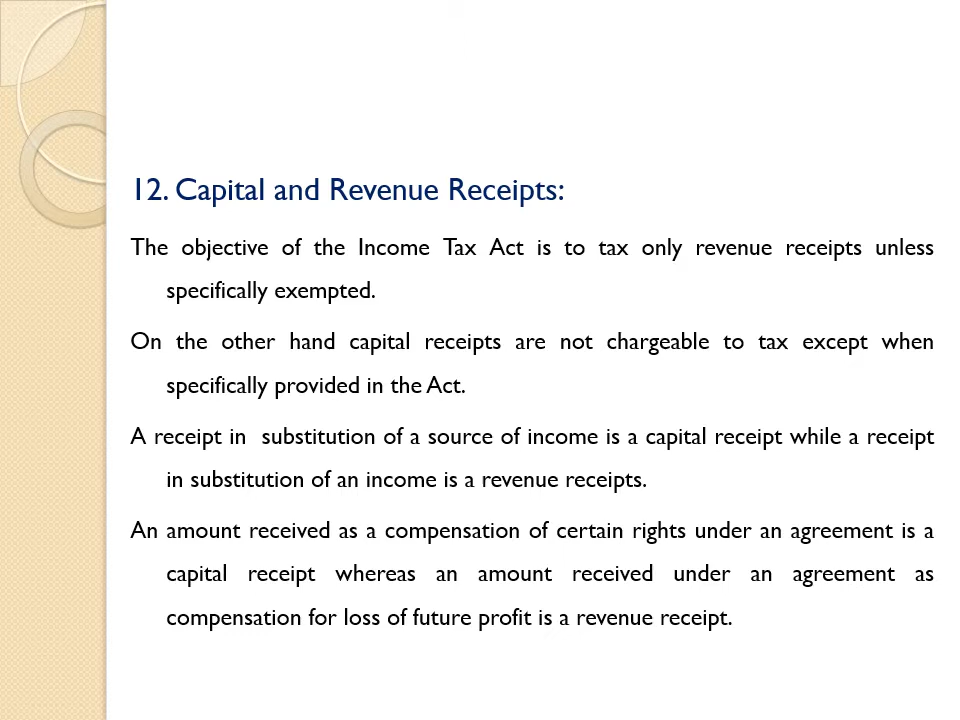 12. Capital and Revenue Receipts:
The objective of the Income Tax Act is to tax only revenue receipts unless
specifically exempted.
On the other hand capital receipts are not chargeable to tax except when
specifically provided in the Act.
A receipt in  substitution of a source of income is a capital receipt while a receipt
in substitution of an income is a revenue receipts.
An amount received as a compensation of certain rights under an agreement is a
capital receipt whereas an amount received under an agreement as
compensation for loss of future profit is a revenue receipt.